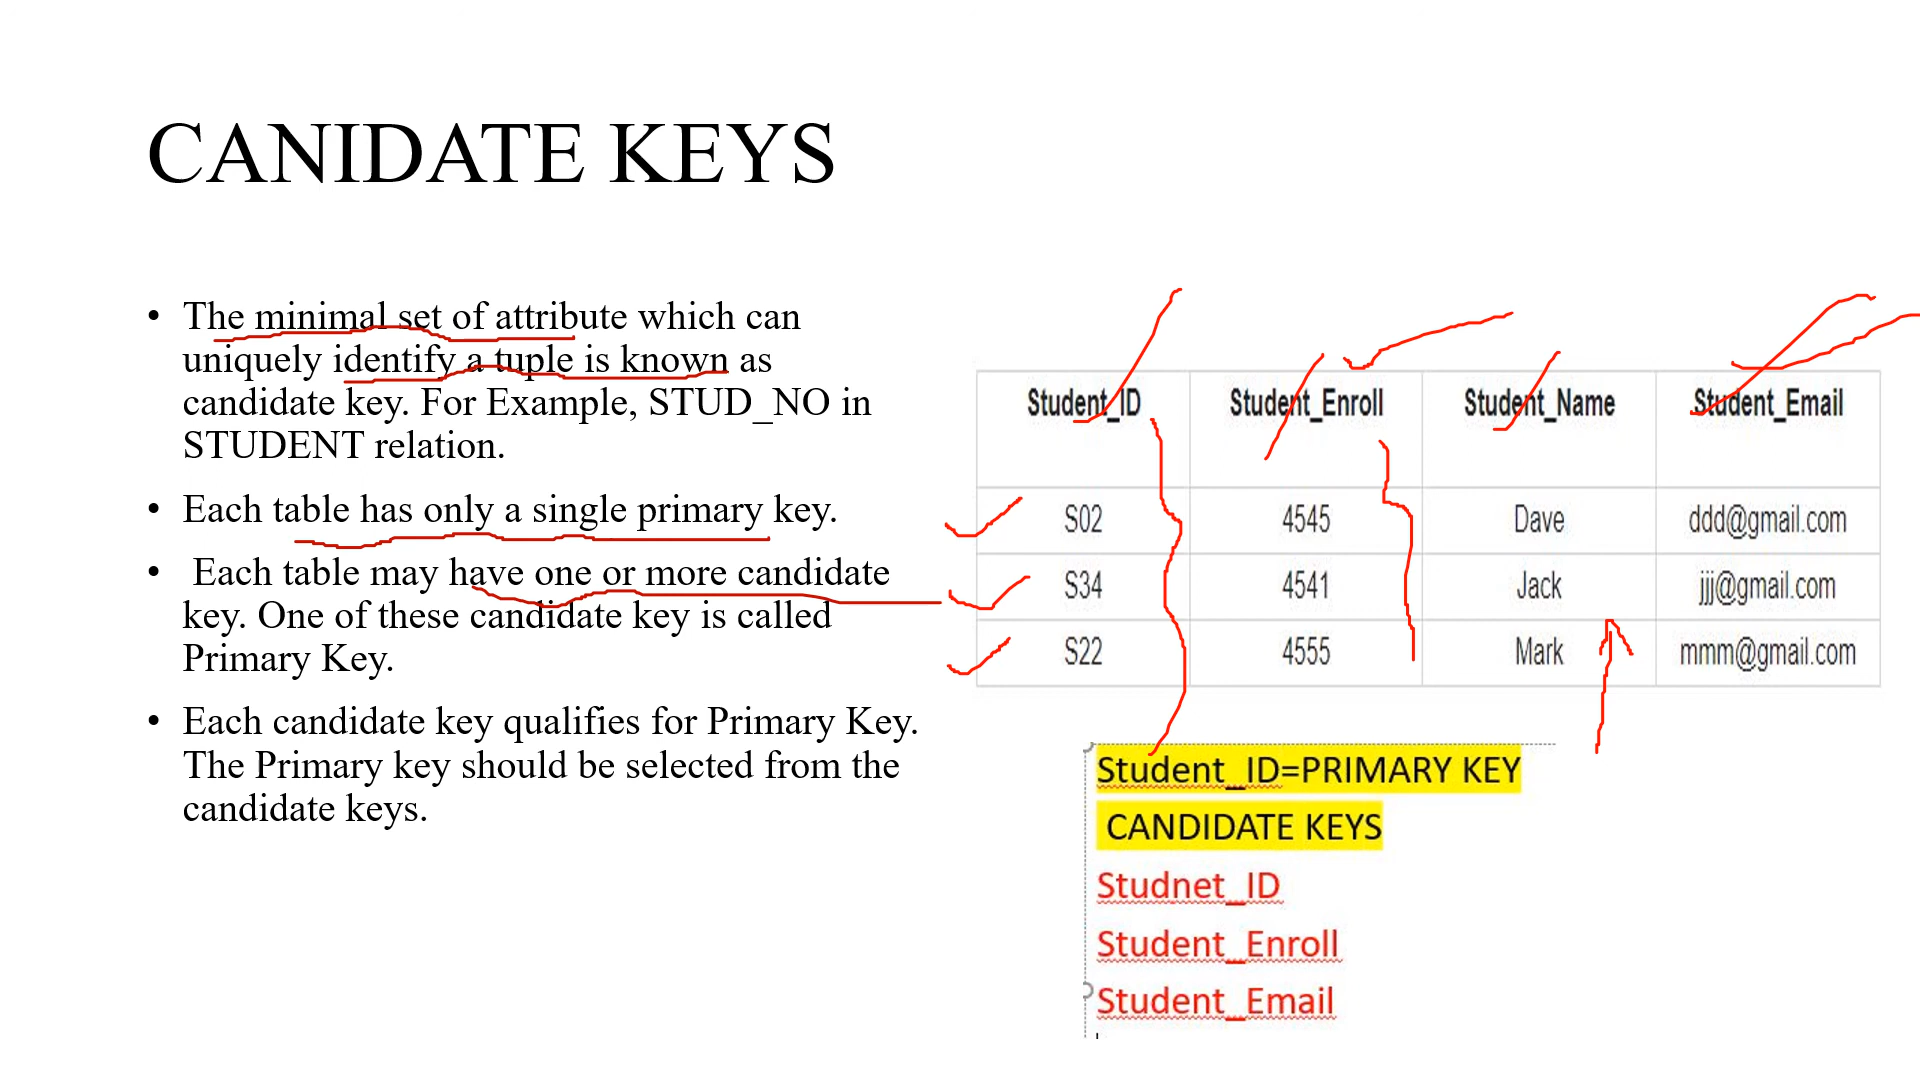 CANIDATE KEYS
• The minimal set of attribute which can
uniquely identify a tuple is known as
candidate key. For Example, STUD_NO in
STUDENT relation.
• Each table has only a single primary key.
• Each table may have one or more candidate
key. One of these candidate key is called
Primary Key.
• Each candidate key qualifies for Primary Key.
The Primary key should be selected from the
candidate keys.
Student_ID Student_Enroll Student_Name Student_Email
S02 4545 Dave ddd@gmail.com
S34 4541 Jack jjj@gmail.com
S22 4555 Mark mmm@gmail.com
Student_ID=PRIMARY KEY
CANDIDATE KEYS
Studnet_ID
Student_Enroll
Student_Email